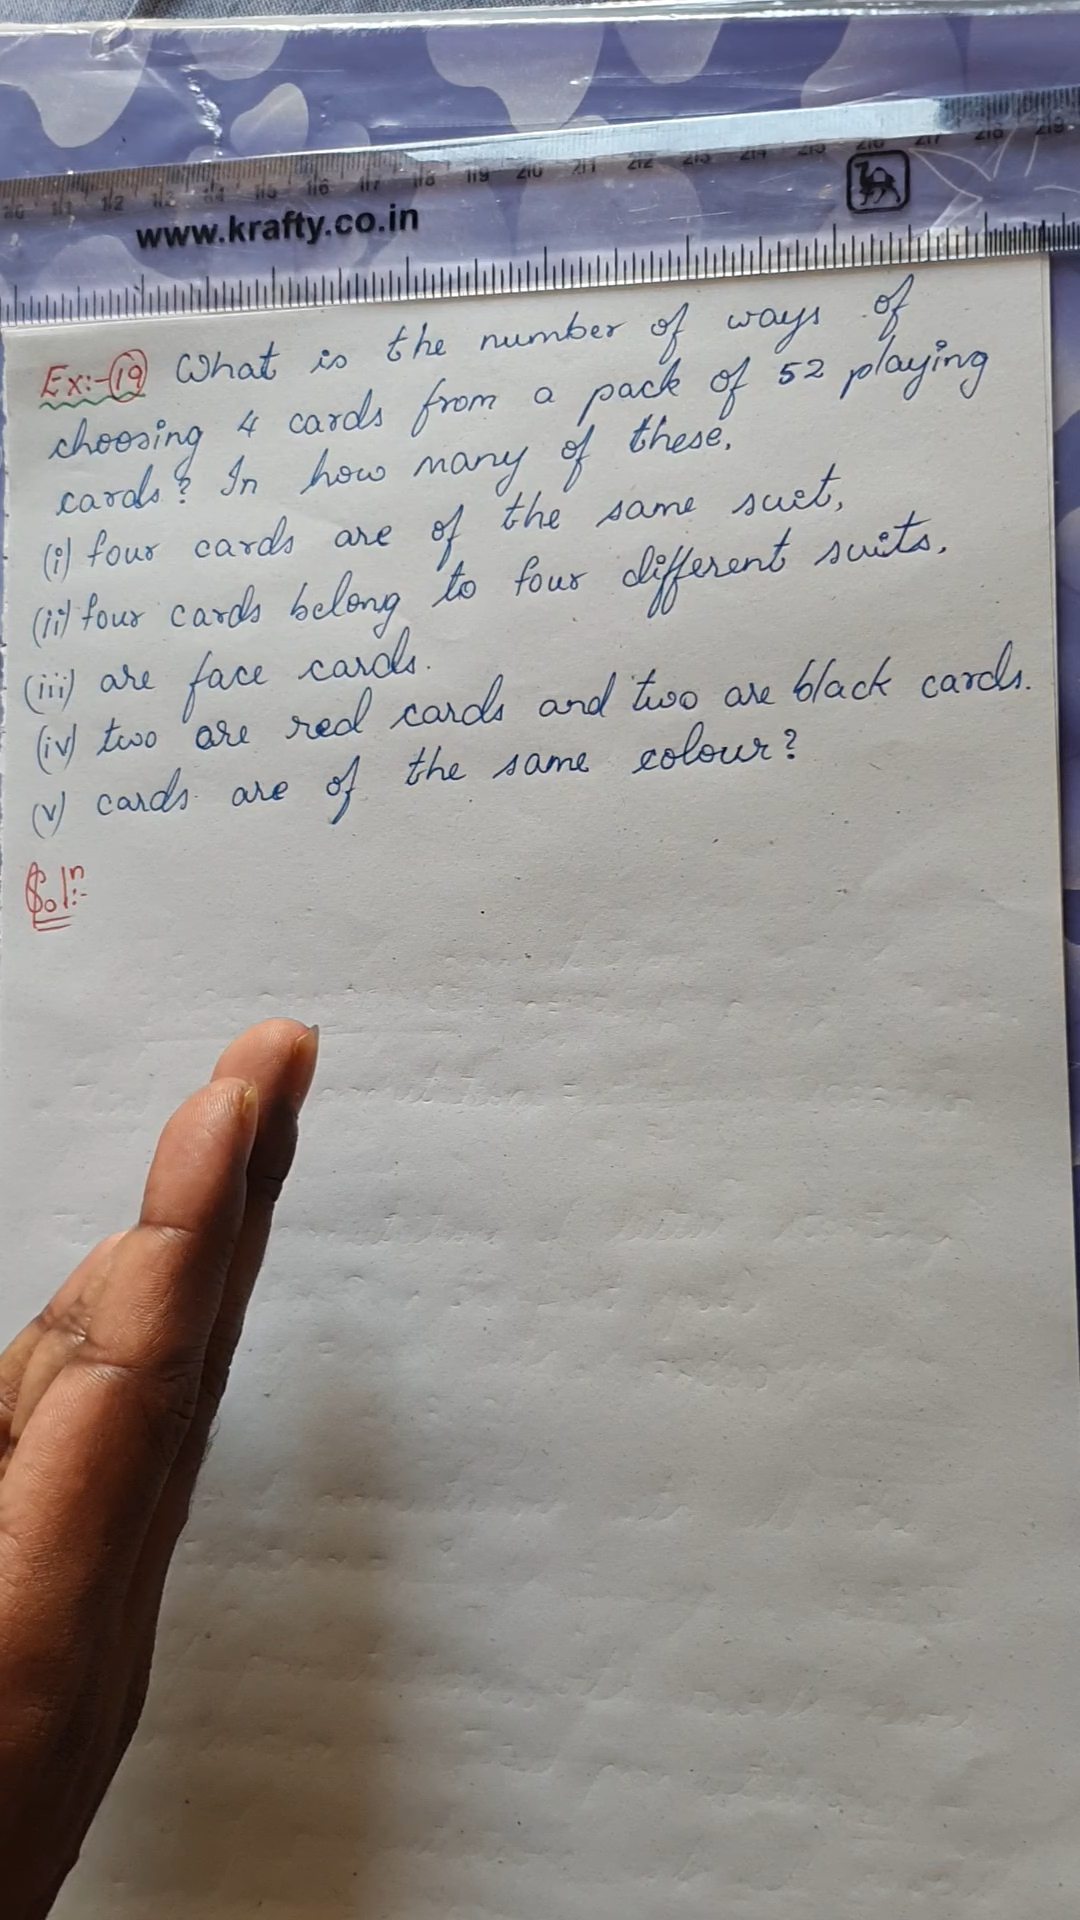 www.krafty.co.in
Ex:-(19) What is the number of ways of
choosing 4 cards from a pack of 52 playing
cards? In how many of these,
(i) four cards are of the same suit,
(ii) four cards belong to four different suits,
(iii) are face cards.
(iv) two are red cards and two are black cards.
(v) cards are of the same colour?
Solⁿ:-